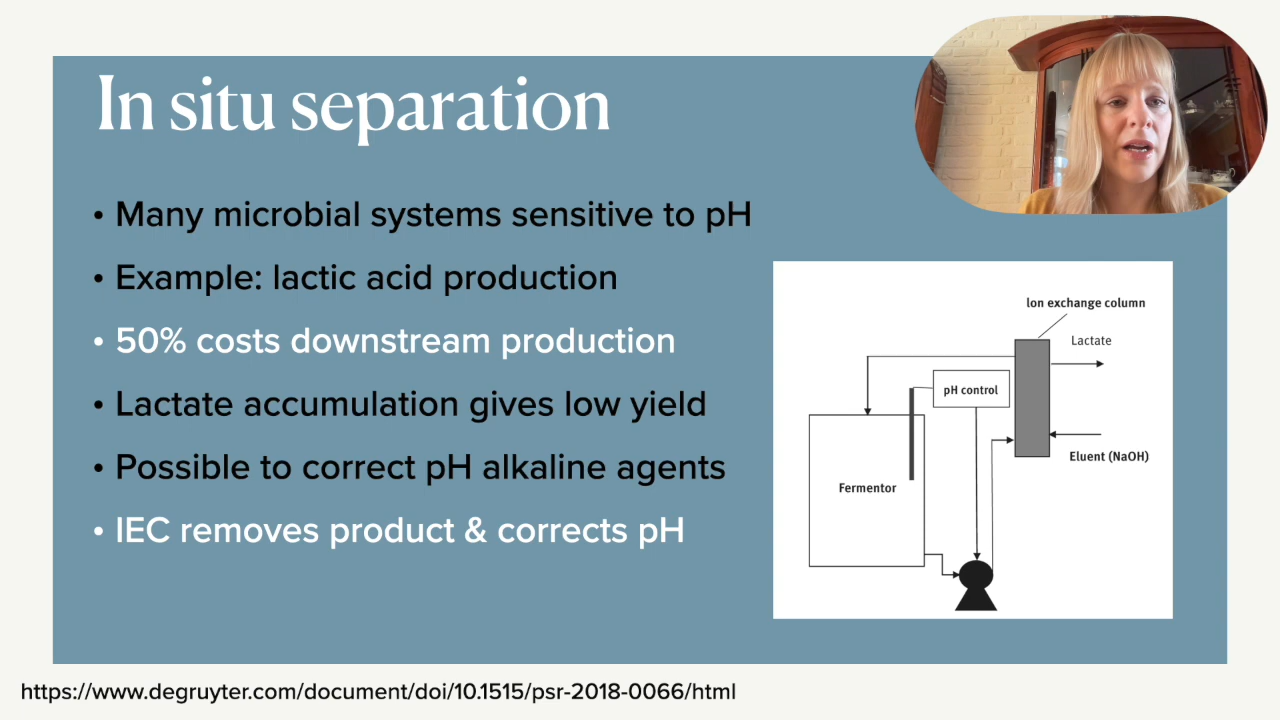 In situ separation
• Many microbial systems sensitive to pH
• Example: lactic acid production
• 50% costs downstream production
• Lactate accumulation gives low yield
• Possible to correct pH alkaline agents
• IEC removes product & corrects pH
Ion exchange column
Lactate
pH control
Eluent (NaOH)
Fermentor
https://www.degruyter.com/document/doi/10.1515/psr-2018-0066/html